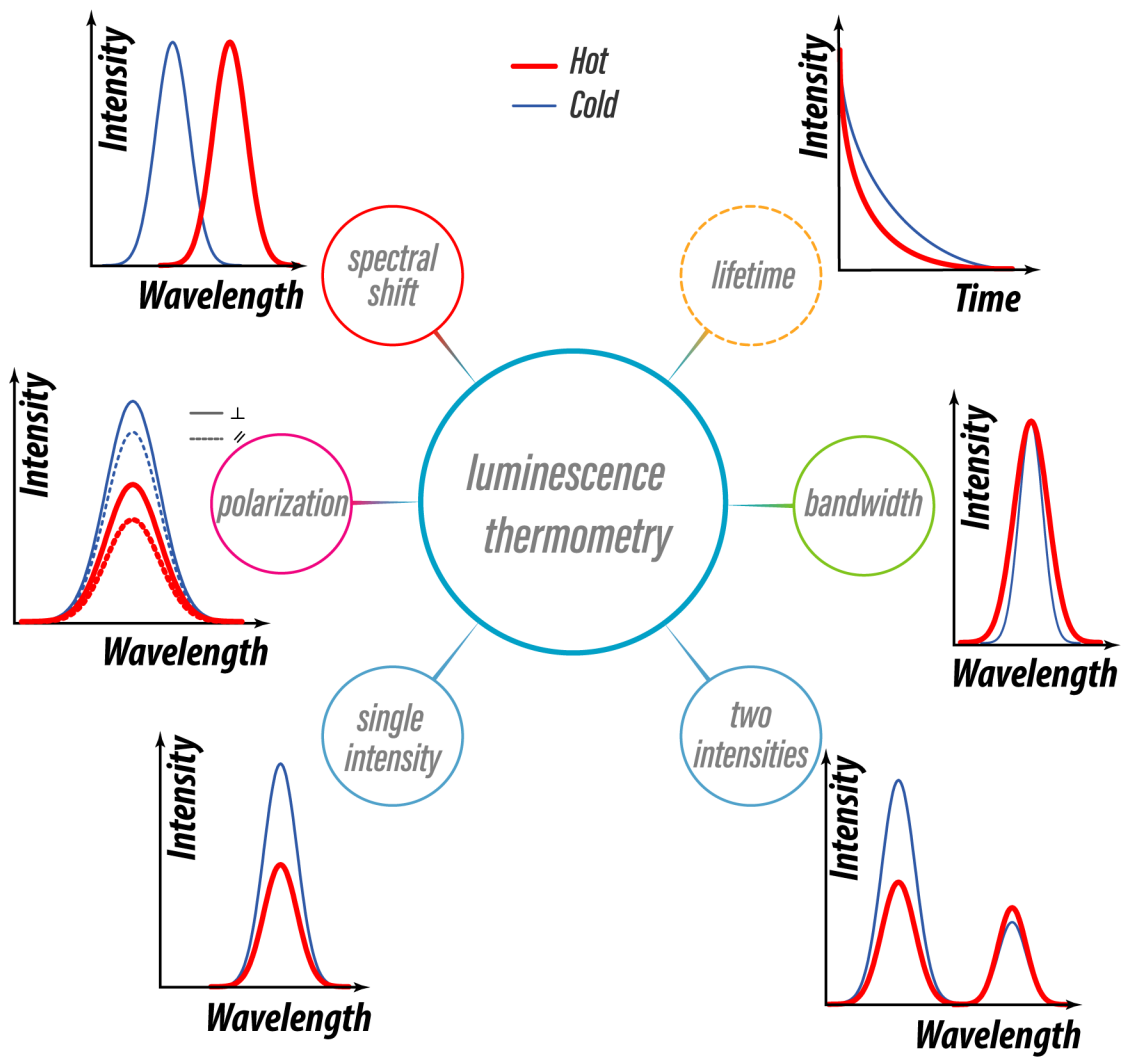 Hot
Cold
Intensity
Wavelength
spectral
shift
lifetime
Intensity
Time
Intensity
⊥
//
Wavelength
polarization
luminescence
thermometry
bandwidth
Intensity
Wavelength
single
intensity
Intensity
Wavelength
two
intensities
Intensity
Wavelength